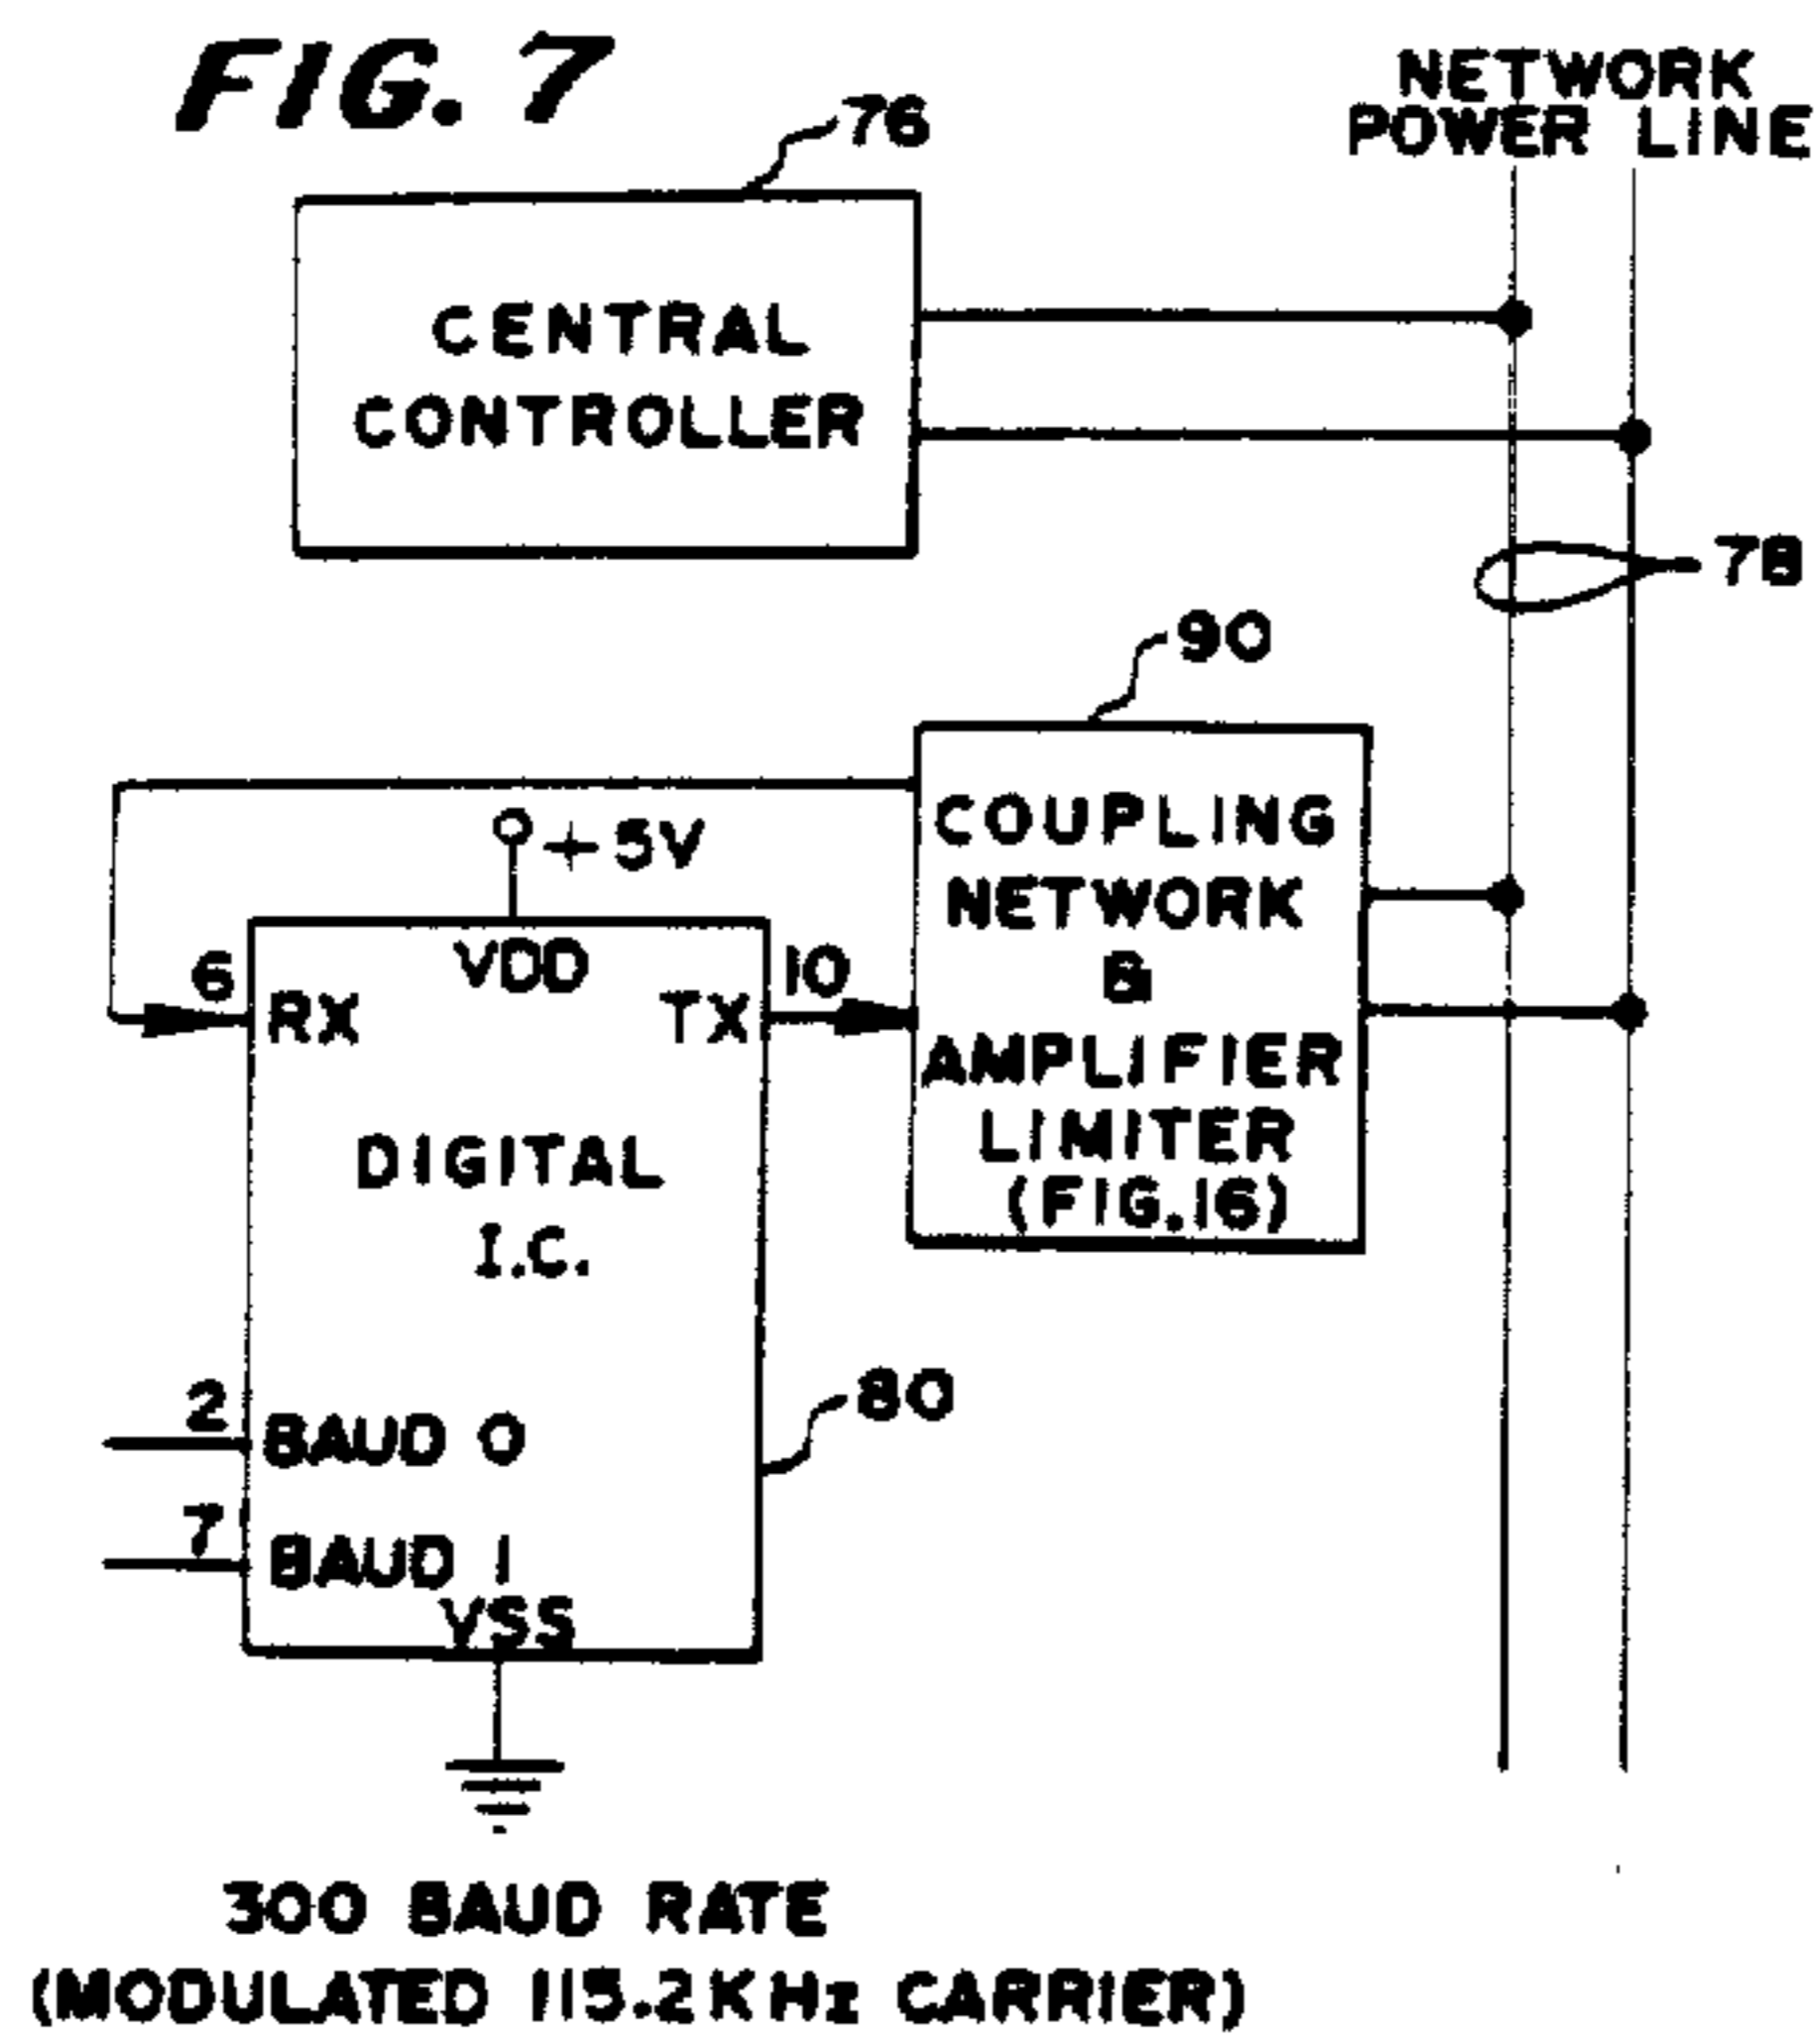 FIG. 7
76
NETWORK
POWER LINE
CENTRAL
CONTROLLER
78
90
+5V
COUPLING
NETWORK
&
AMPLIFIER
LIMITER
(FIG.16)
6
VDD
10
RX
TX
DIGITAL
I.C.
80
2
BAUD 0
7
BAUD 1
VSS
300 BAUD RATE
(MODULATED 115.2KHz CARRIER)